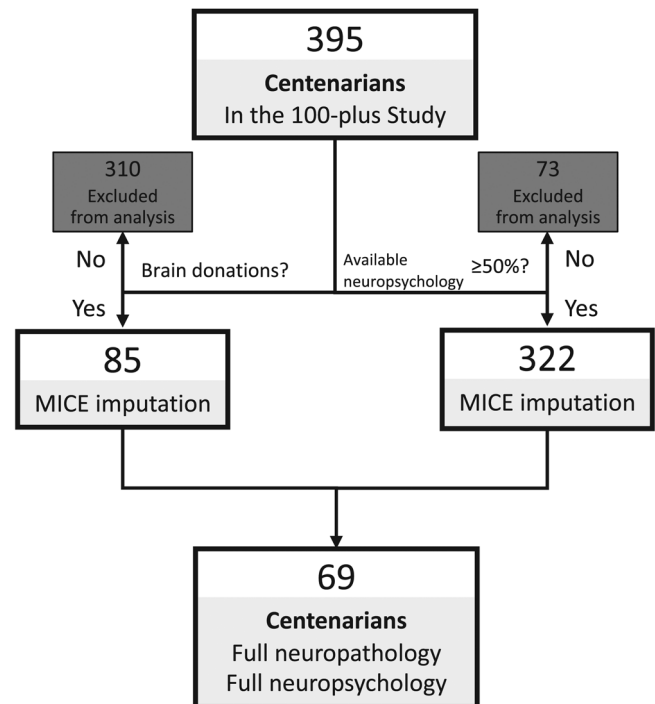 395
Centenarians
In the 100-plus Study
310
Excluded
from analysis
73
Excluded
from analysis
No
Brain donations?
Available
neuropsychology
≥50%?
No
Yes
Yes
85
MICE imputation
322
MICE imputation
69
Centenarians
Full neuropathology
Full neuropsychology